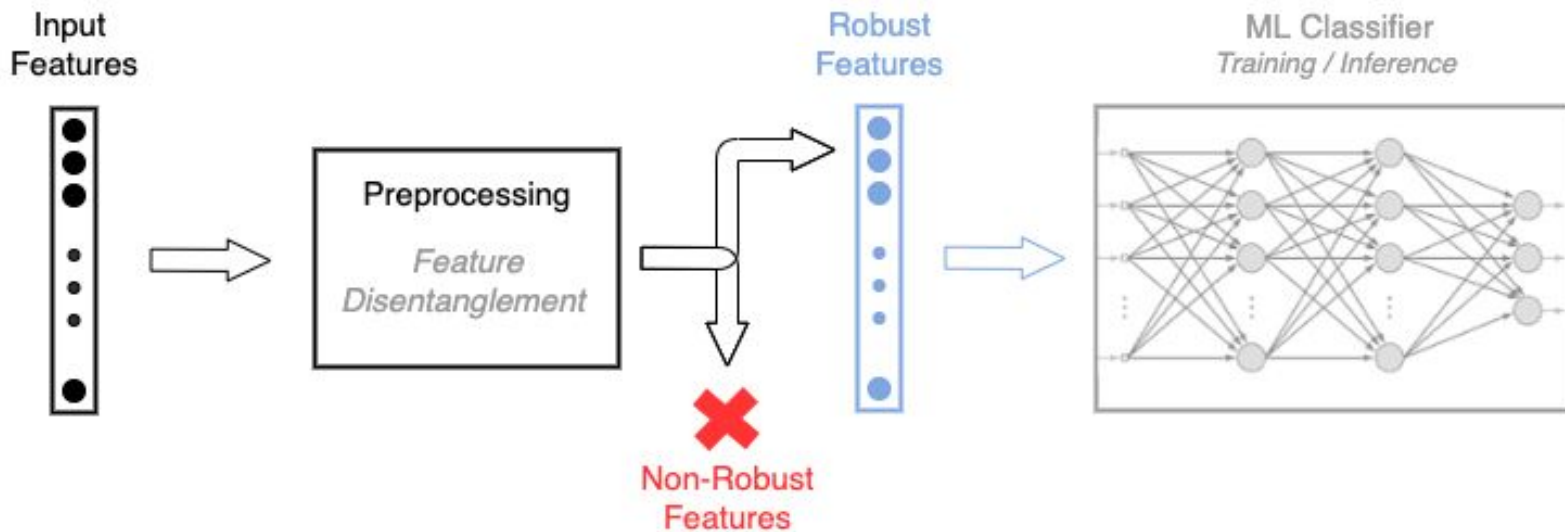 Input
Features
Preprocessing
Feature
Disentanglement
Non-Robust
Features
Robust
Features
ML Classifier
Training / Inference